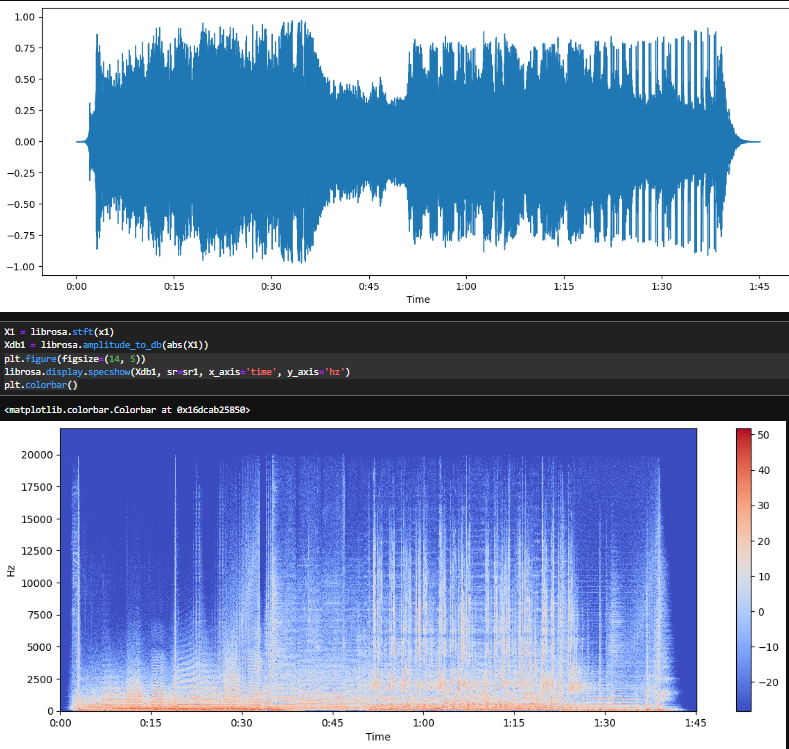 1.00
0.75
0.50
0.25
0.00
−0.25
−0.50
−0.75
−1.00
0:00 0:15 0:30 0:45 1:00 1:15 1:30 1:45
Time
X1 = librosa.stft(x1)
Xdb1 = librosa.amplitude_to_db(abs(X1))
plt.figure(figsize=(14, 5))
librosa.display.specshow(Xdb1, sr=sr1, x_axis='time', y_axis='hz')
plt.colorbar()
<matplotlib.colorbar.Colorbar at 0x16dcab25850>
20000
17500
15000
12500
10000
7500
5000
2500
0
Hz
0:00 0:15 0:30 0:45 1:00 1:15 1:30 1:45
Time
50
40
30
20
10
0
−10
−20